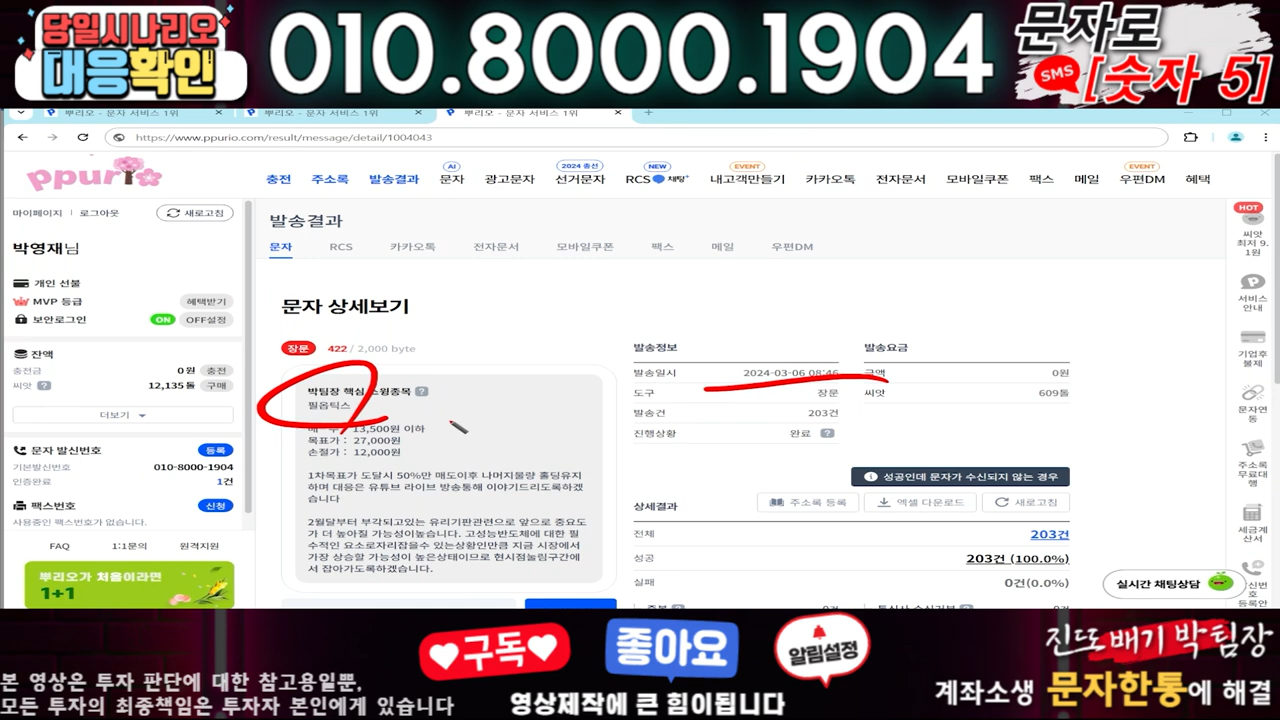 당일시나리오
대응확인
010.8000.1904
문자로
SMS
[숫자 5]
뿌리오 - 문자 서비스 1위
뿌리오 - 문자 서비스 1위
뿌리오 - 문자 서비스 1위
https://www.ppurio.com/result/message/detail/1004043
ppurio
충전
주소록
발송결과
AI
문자
광고문자
2024 총선
선거문자
NEW
RCS 채팅+
EVENT
내고객만들기
카카오톡
전자문서
모바일쿠폰
팩스
메일
EVENT
우편DM
혜택
마이페이지 | 로그아웃
새로고침
박영재님
개인 선불
MVP 등급
혜택받기
보안로그인
ON
OFF설정
잔액
충전금
0원
충전
씨앗 ?
12,135톨
구매
더보기
문자 발신번호
등록
기본발신번호
010-8000-1904
인증완료
1건
팩스번호
신청
사용중인 팩스번호가 없습니다.
FAQ
1:1문의
원격지원
뿌리오가 처음이라면
1+1
발송결과
문자
RCS
카카오톡
전자문서
모바일쿠폰
팩스
메일
우편DM
문자 상세보기
장문
422 / 2,000 byte
박팀장 핵심 스윙종목 ?
필옵틱스
13,500원 이하
목표가 : 27,000원
손절가 : 12,000원
1차목표가 도달시 50%만 매도이후 나머지물량 홀딩유지
하며 대응은 유튜브 라이브 방송통해 이야기드리도록하겠
습니다
2월달부터 부각되고있는 유리기판관련으로 앞으로 중요도
가 더 높아질 가능성이높습니다. 고성능반도체에 대한 필
수적인 요소로자리잡을수 있는상황인만큼 지금 시장에서
가장 상승할 가능성이 높은상태이므로 현시점눌림구간에
서 잡아가도록하겠습니다.
발송정보
발송일시
2024-03-06 08:46
도구
장문
발송건
203건
진행상황
완료 ?
발송요금
금액
0원
씨앗
609톨
성공인데 문자가 수신되지 않는 경우
상세결과
주소록 등록
엑셀 다운로드
새로고침
전체
203건
성공
203건 (100.0%)
실패
0건(0.0%)
실시간 채팅상담
HOT
씨앗
최저 9.
1원
서비스
안내
기업후
불제
문자연
동
주소록
무료대
행
세금계
산서
등록안
본 영상은 투자 판단에 대한 참고용일뿐,
모든 투자의 최종책임은 투자자 본인에게 있습니다
구독
좋아요
알림설정
영상제작에 큰 힘이됩니다
진또배기 박팀장
계좌소생 문자한통에 해결